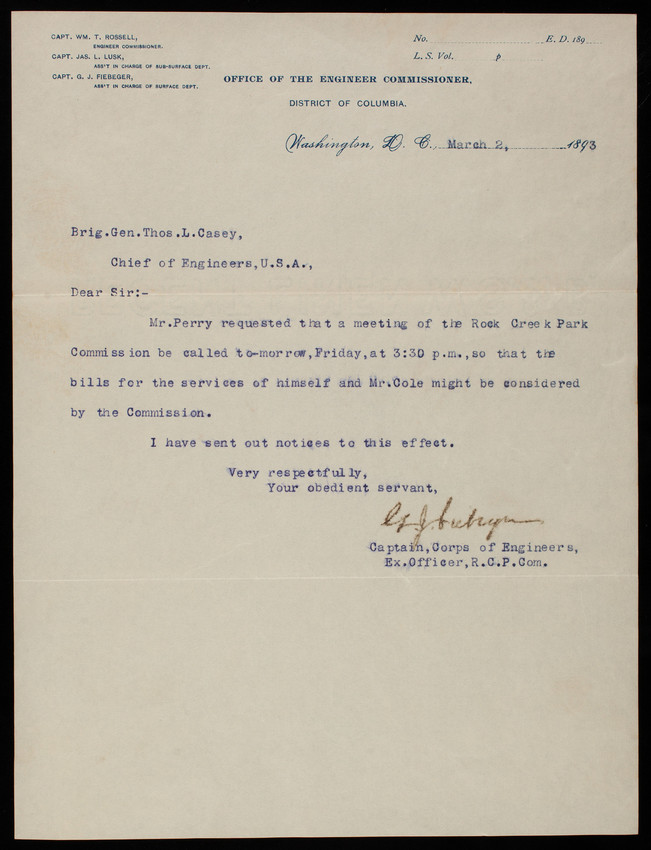 CAPT. WM. T. ROSSELL,
ENGINEER COMMISSIONER.
CAPT. JAS. L. LUSK,
ASS'T IN CHARGE OF SUB-SURFACE DEPT.
CAPT. G. J. FIEBEGER,
ASS'T IN CHARGE OF SURFACE DEPT.
No. E. D. 189
L. S. Vol. p
OFFICE OF THE ENGINEER COMMISSIONER,
DISTRICT OF COLUMBIA.
Washington, D. C., March 2, 1893
Brig.Gen.Thos.L.Casey,
Chief of Engineers,U.S.A.,
Dear Sir:-
Mr.Perry requested that a meeting of the Rock Creek Park
Commission be called to-morrow,Friday,at 3:30 p.m.,so that the
bills for the services of himself and Mr.Cole might be considered
by the Commission.
I have sent out notices to this effect.
Very respectfully,
Your obedient servant,
G. J. Fiebeger
Captain,Corps of Engineers,
Ex.Officer,R.C.P.Com.